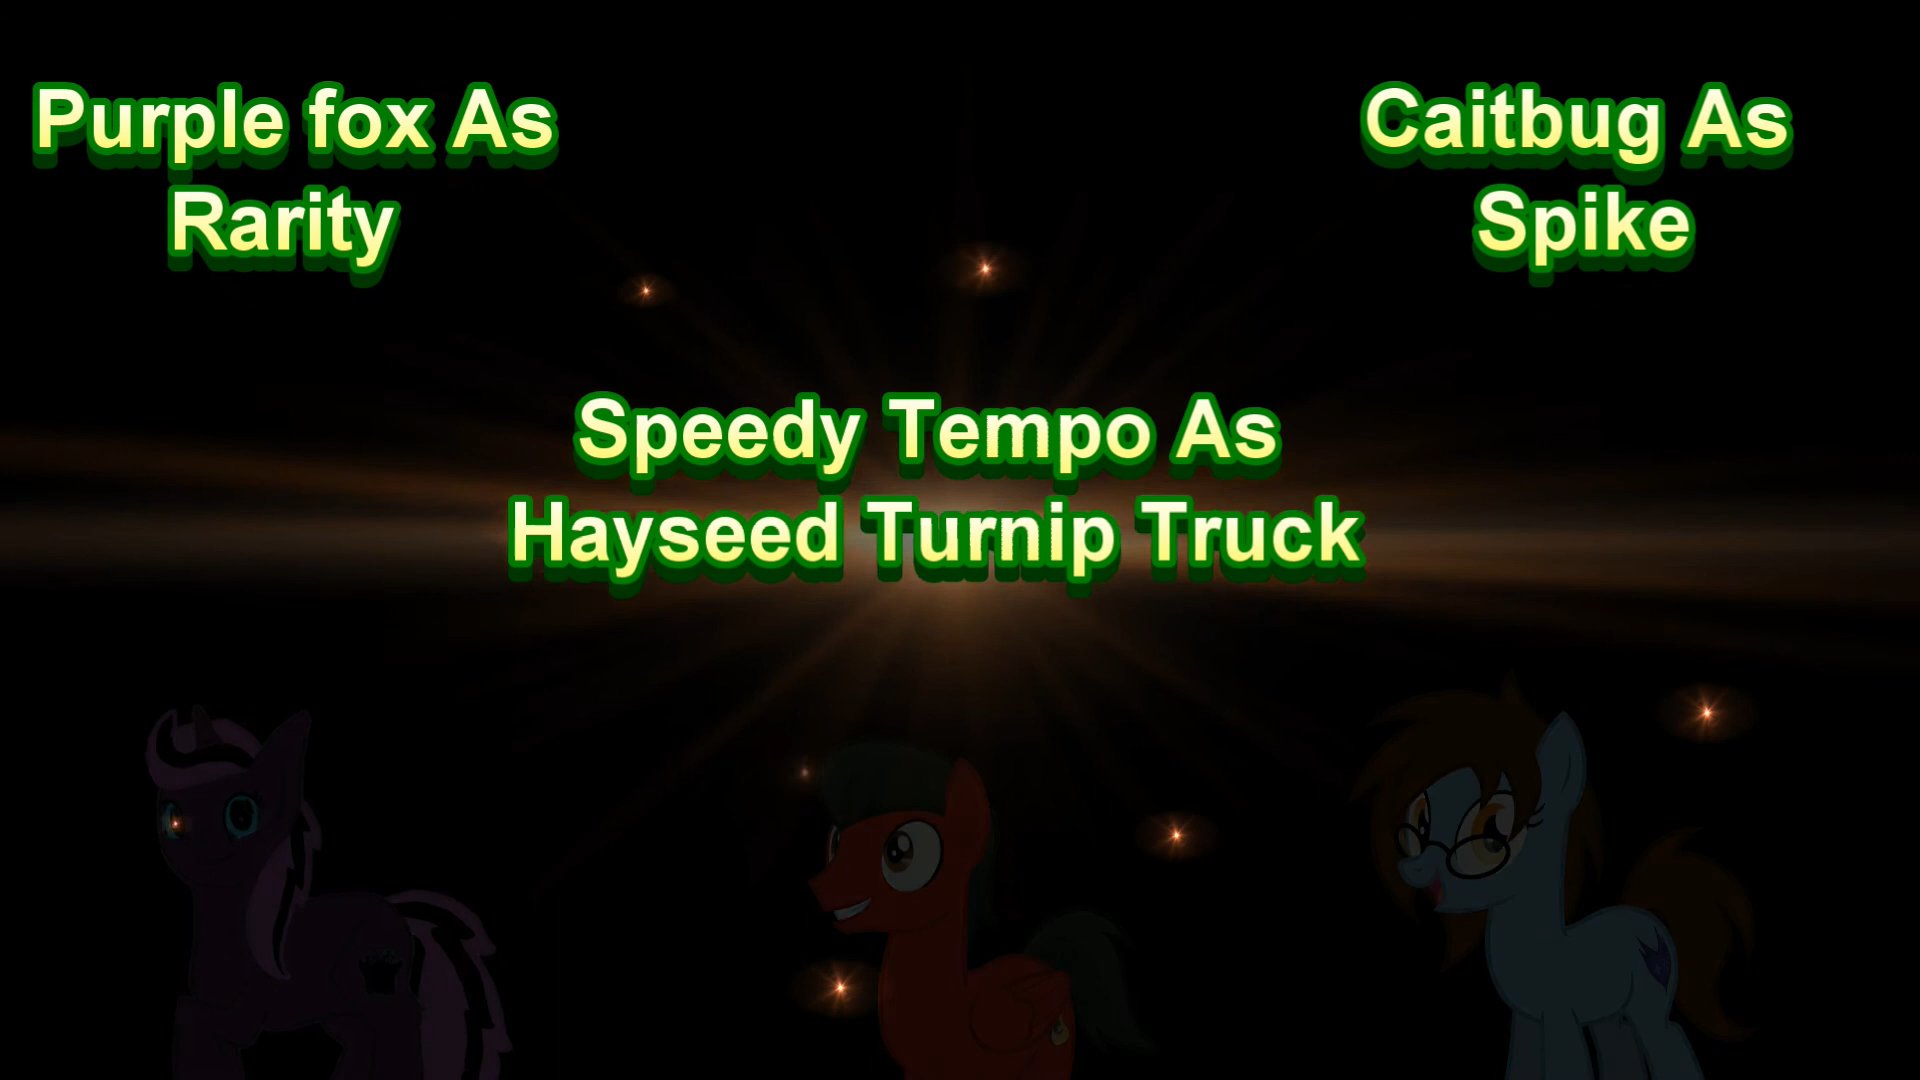 Purple fox As
Rarity
Caitbug As
Spike
Speedy Tempo As
Hayseed Turnip Truck